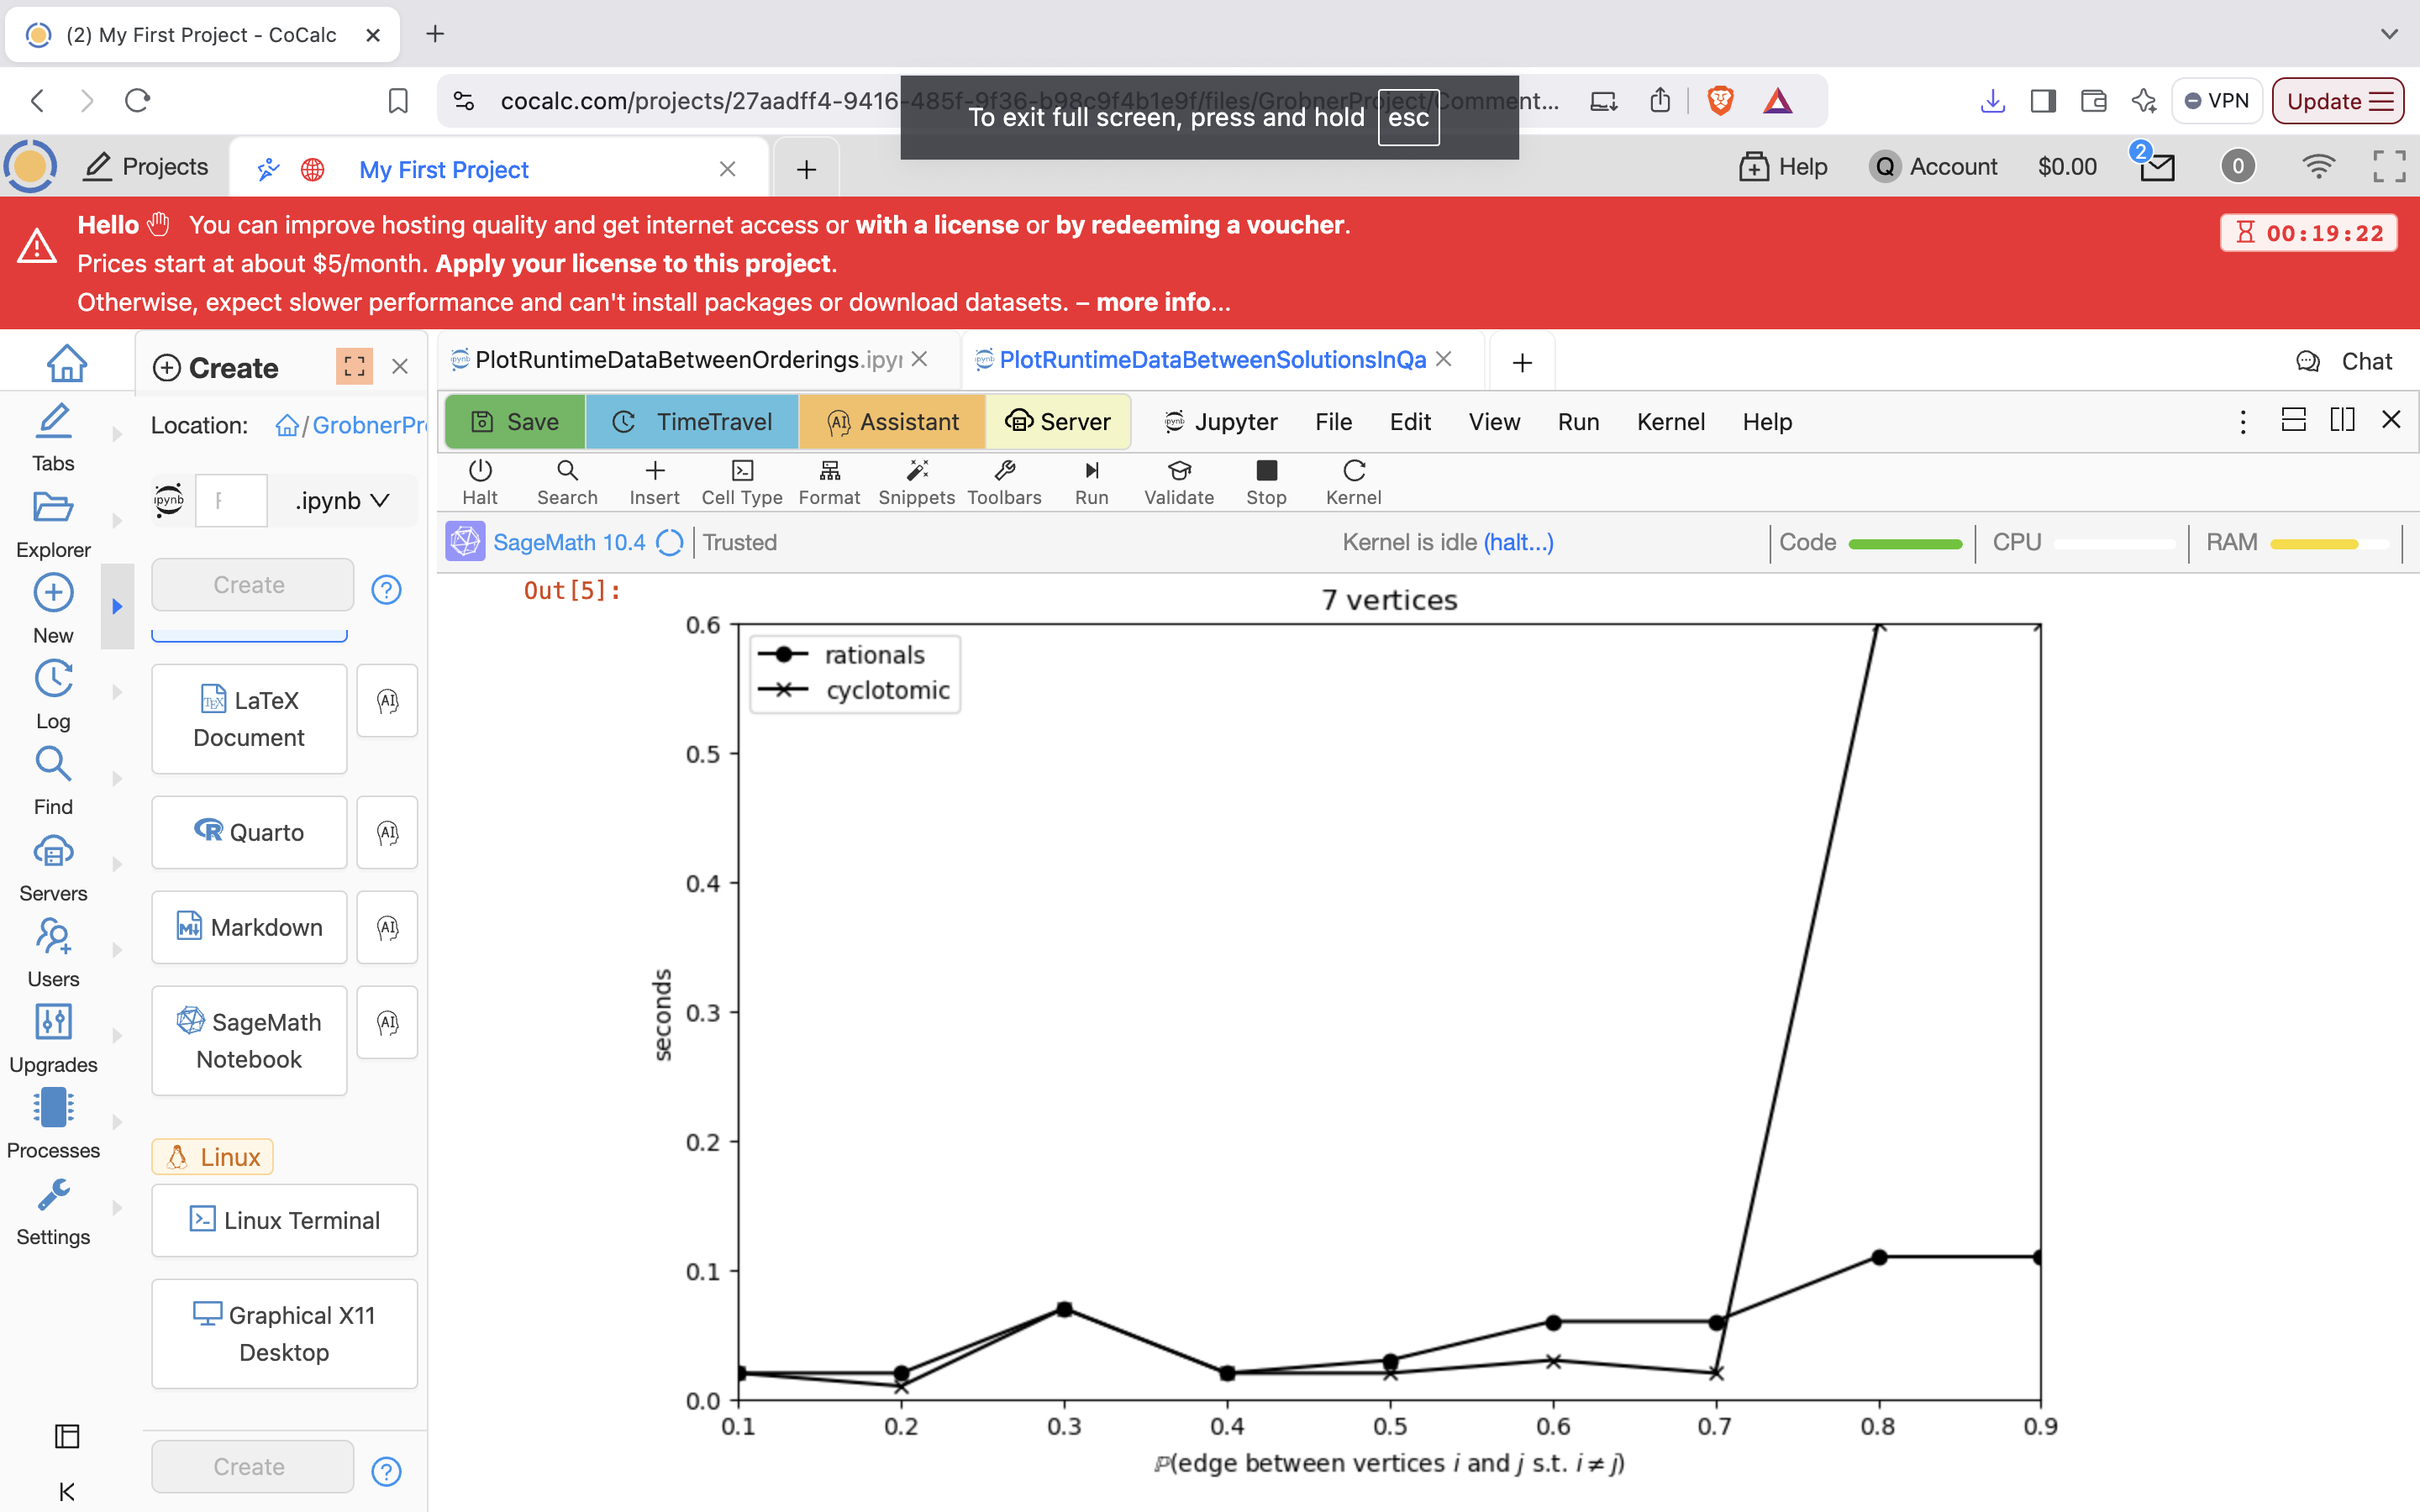 (2) My First Project - CoCalc
cocalc.com/projects/27aadff4-9416-485f-9f36-b98c9f4b1e9f/files/GrobnerProject/Comment...
To exit full screen, press and hold esc
VPN
Update
Projects
My First Project
Help
Q Account
$0.00
2
0
Hello You can improve hosting quality and get internet access or with a license or by redeeming a voucher.
Prices start at about $5/month. Apply your license to this project.
Otherwise, expect slower performance and can't install packages or download datasets. – more info...
00:19:22
Create
Location: /GrobnerPr
ipynb
.ipynb
Create
LaTeX
Document
AI
Quarto
AI
Markdown
AI
SageMath
Notebook
AI
Linux
Linux Terminal
Graphical X11
Desktop
Create
Tabs
Explorer
New
Log
Find
Servers
Users
Upgrades
Processes
Settings
PlotRuntimeDataBetweenOrderings.ipyn
PlotRuntimeDataBetweenSolutionsInQa
Chat
Save
TimeTravel
AI Assistant
Server
Jupyter
File
Edit
View
Run
Kernel
Help
Halt
Search
Insert
Cell Type
Format
Snippets
Toolbars
Run
Validate
Stop
Kernel
SageMath 10.4
Trusted
Kernel is idle (halt...)
Code
CPU
RAM
Out[5]:
7 vertices
rationals
cyclotomic
0.6
0.5
0.4
0.3
0.2
0.1
0.0
seconds
0.1 0.2 0.3 0.4 0.5 0.6 0.7 0.8 0.9
ℙ(edge between vertices i and j s.t. i ≠ j)